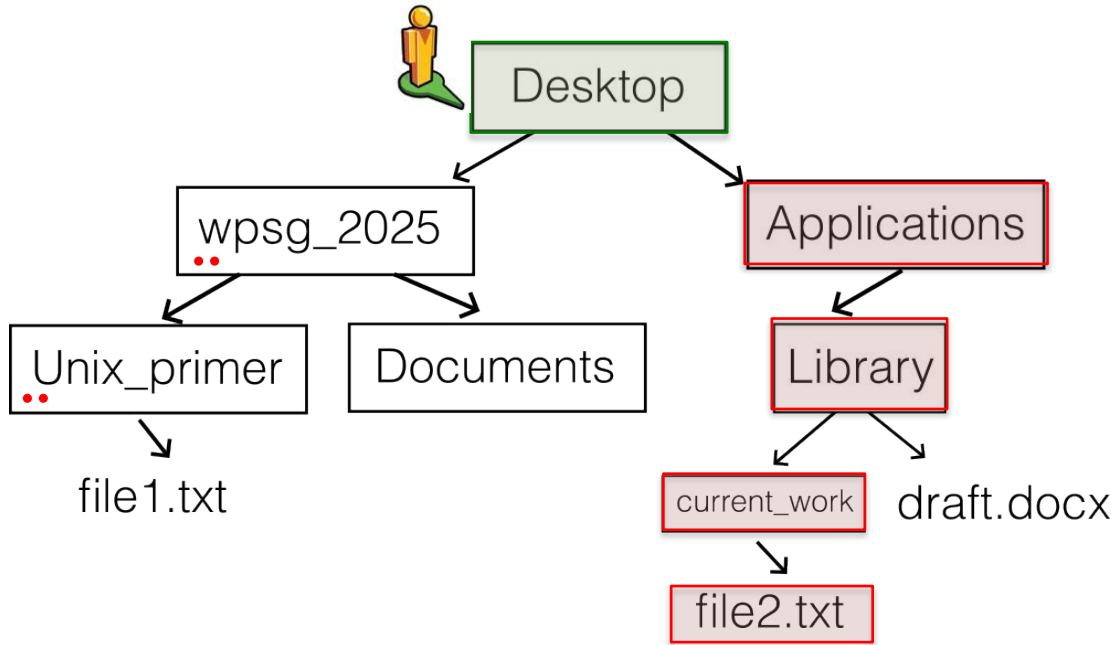 Desktop
wpsg_2025
Applications
Unix_primer
Documents
Library
file1.txt
current_work
draft.docx
file2.txt